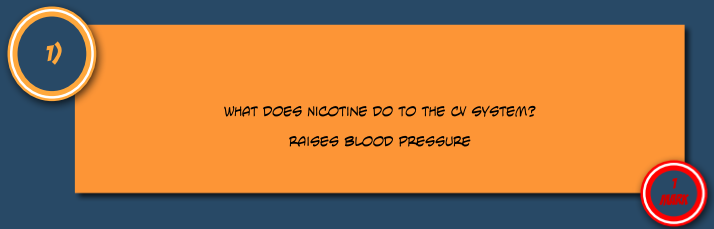 1)
WHAT DOES NICOTINE DO TO THE CV SYSTEM?
RAISES BLOOD PRESSURE
1
MARK